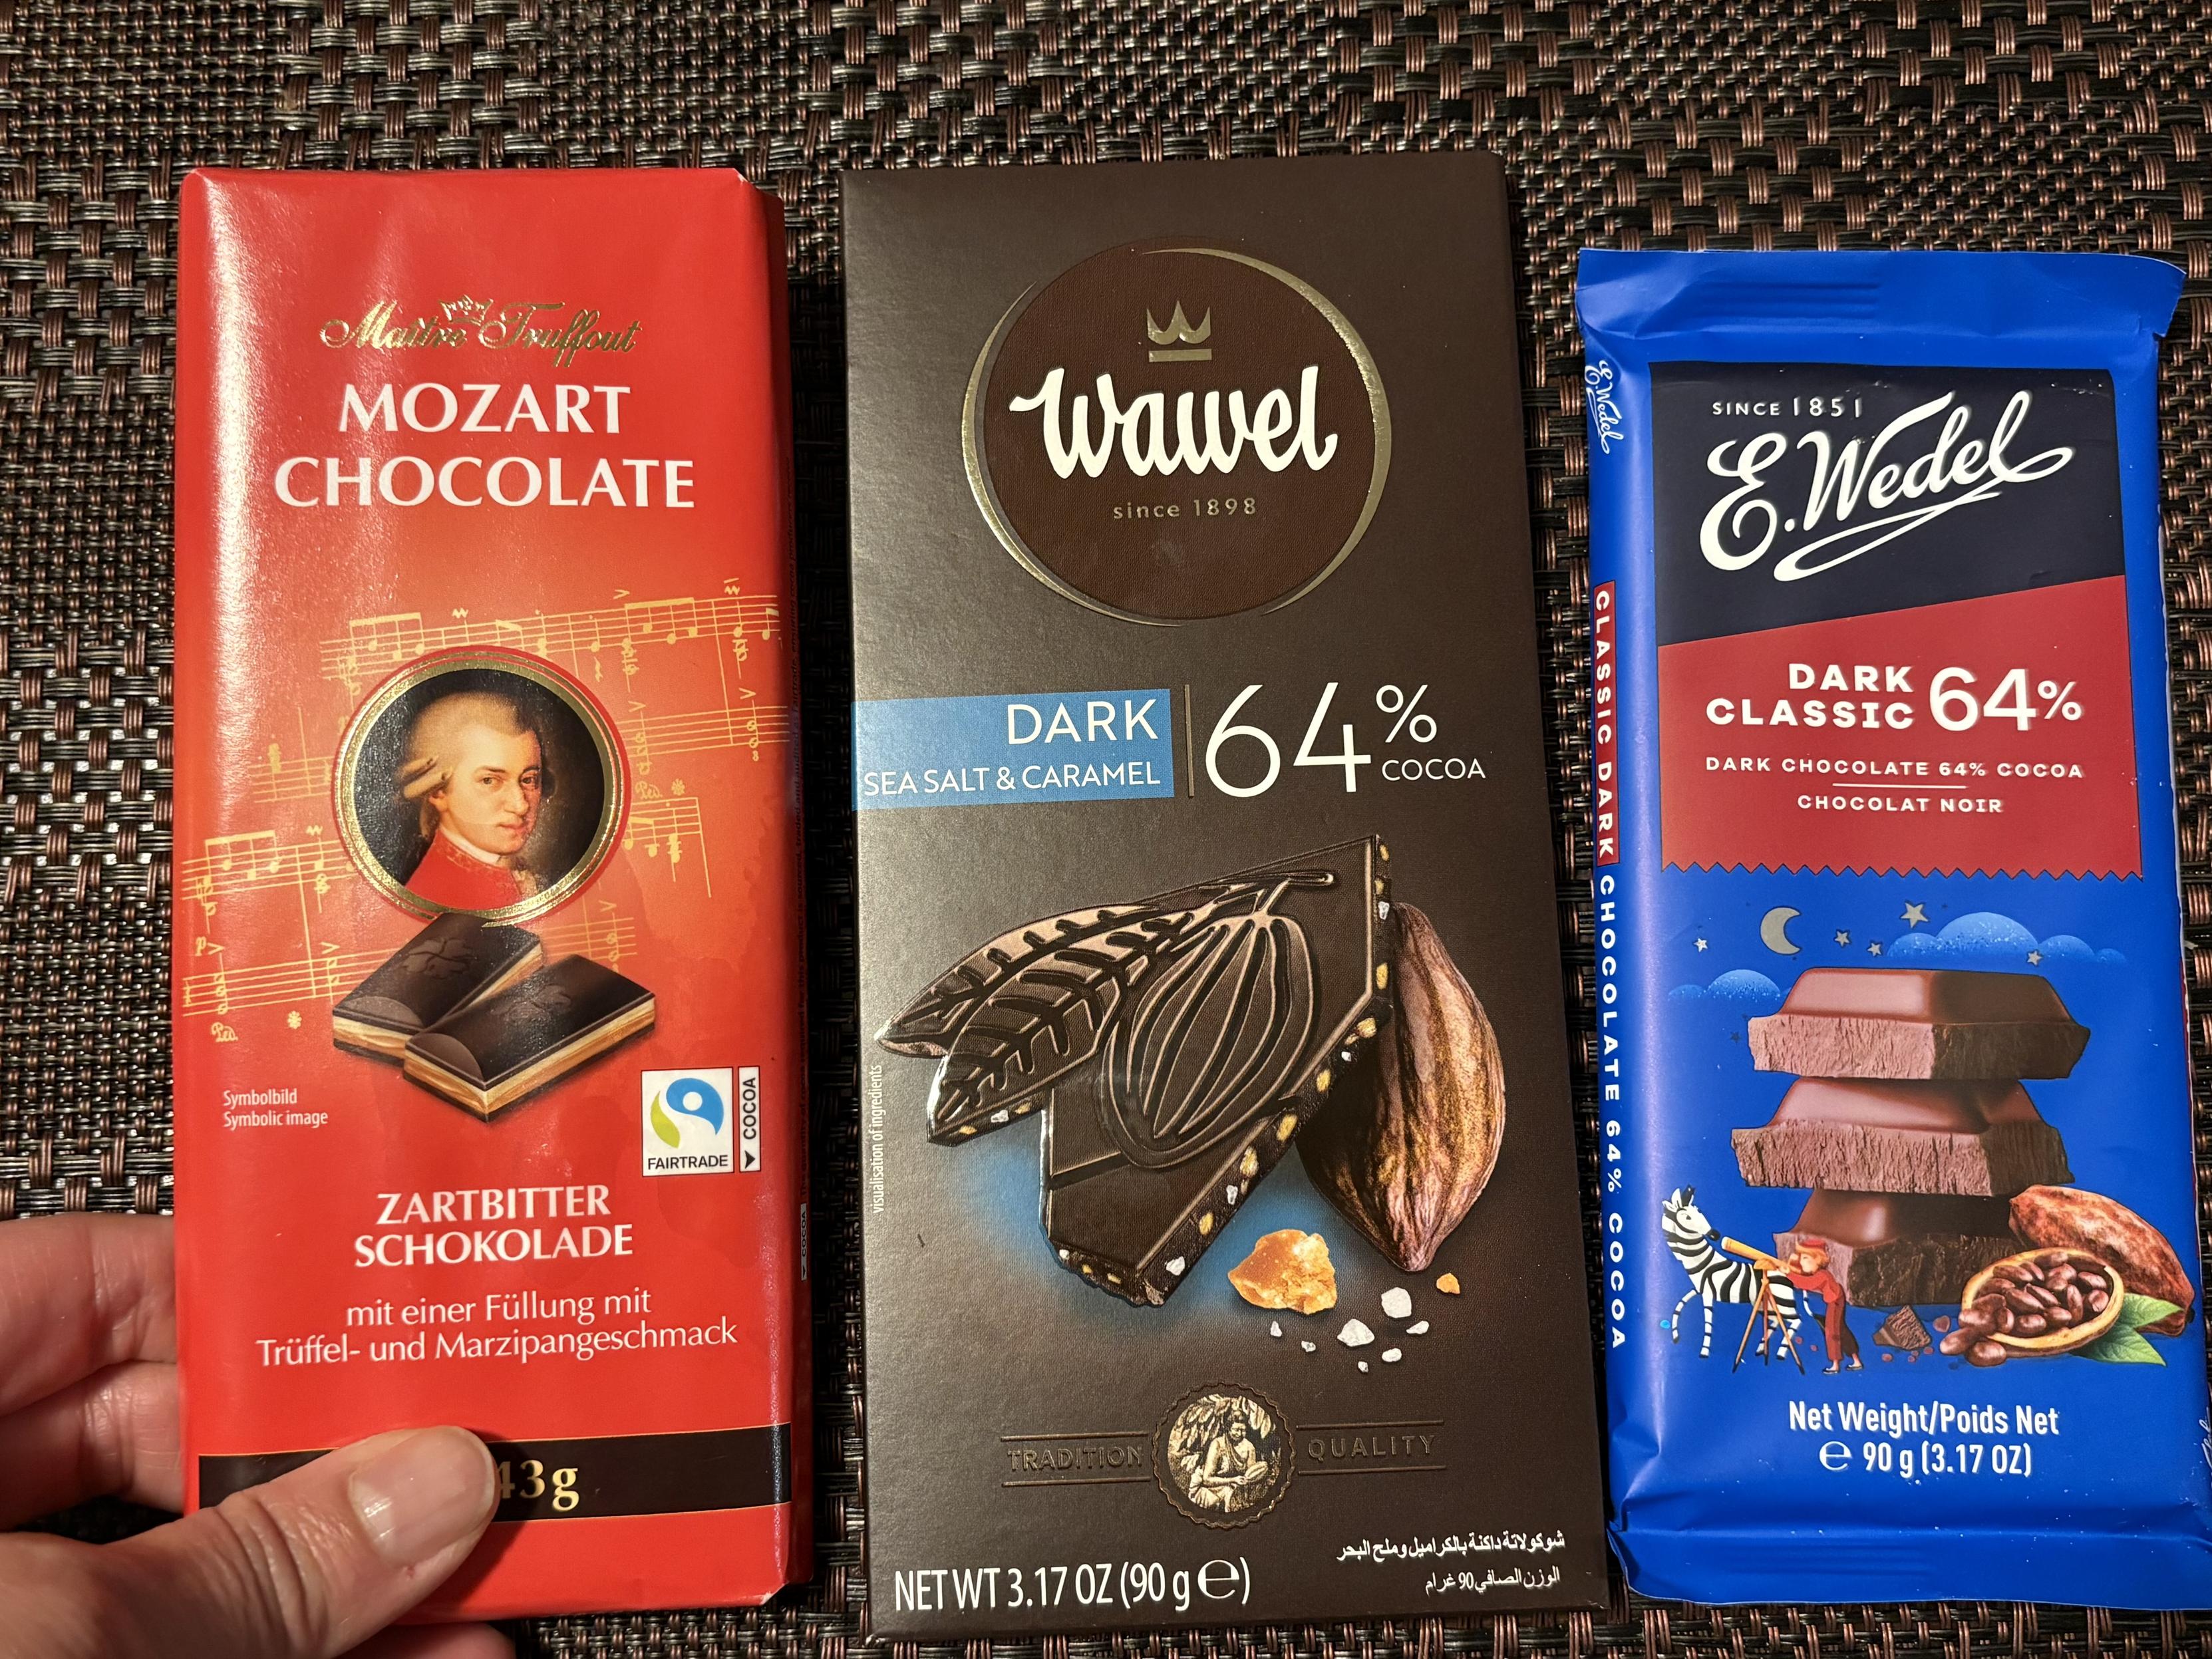 Maître Truffout
MOZART
CHOCOLATE
Symbolbild
Symbolic image
FAIRTRADE
COCOA
ZARTBITTER
SCHOKOLADE
mit einer Füllung mit
Trüffel- und Marzipangeschmack
43g
COCOA
Wawel
since 1898
DARK
SEA SALT & CARAMEL
64%
COCOA
visualisation of ingredients
TRADITION
QUALITY
NET WT 3.17 OZ (90 g ℮)
شوكولاتة داكنة بالكراميل وملح البحر
الوزن الصافي 90 غرام
E.Wedel
CLASSIC DARK CHOCOLATE 64% COCOA
SINCE 1851
E.Wedel
DARK
CLASSIC 64%
DARK CHOCOLATE 64% COCOA
CHOCOLAT NOIR
Net Weight/Poids Net
℮ 90 g (3.17 OZ)